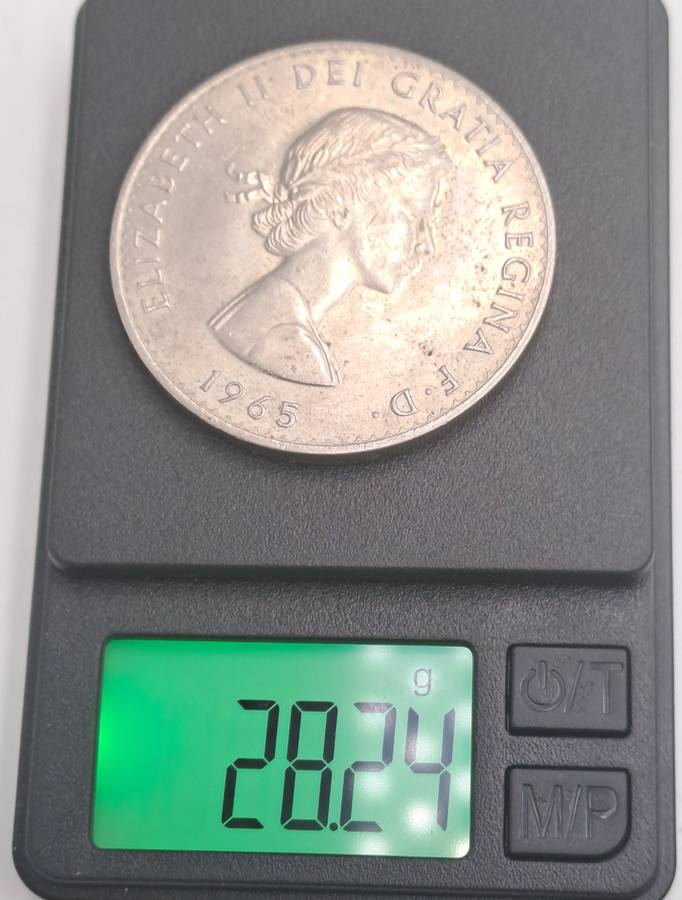 ELIZABETH II DEI GRATIA REGINA F·D·
1965
g
28.24
⏻/T
M/P